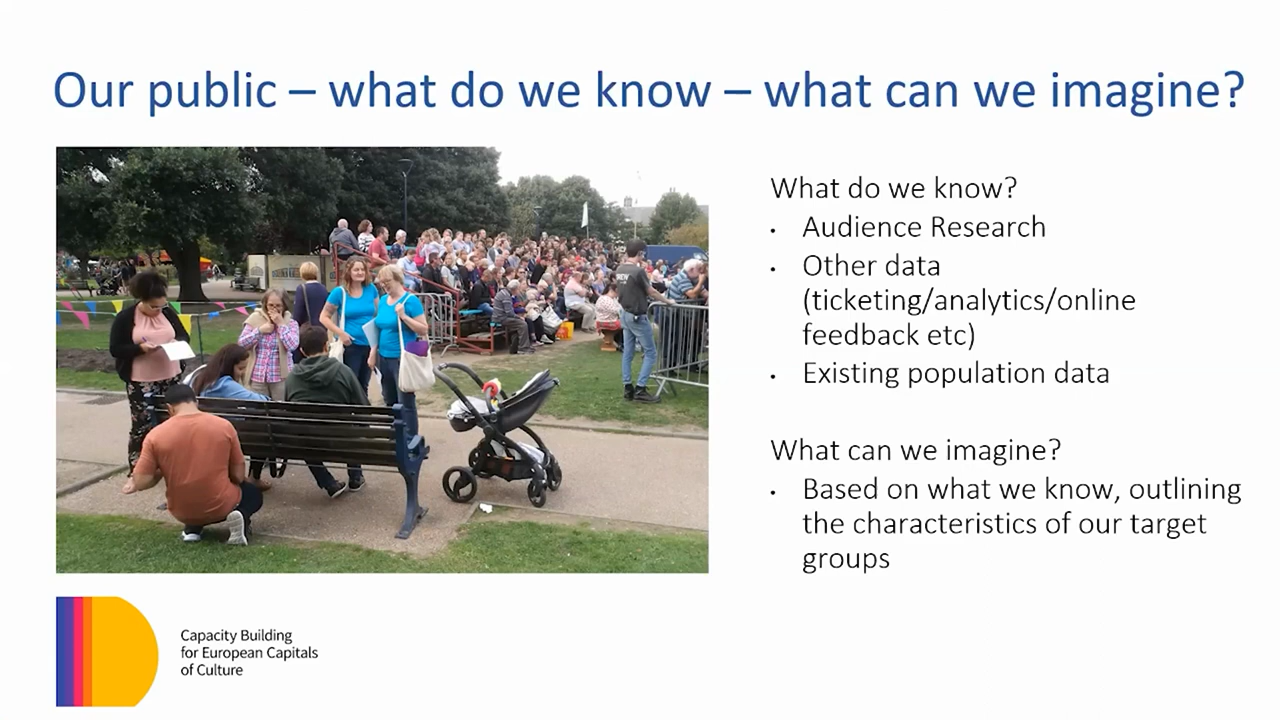 Our public – what do we know – what can we imagine?
What do we know?
• Audience Research
• Other data
(ticketing/analytics/online
feedback etc)
• Existing population data
What can we imagine?
• Based on what we know, outlining
the characteristics of our target
groups
Capacity Building
for European Capitals
of Culture